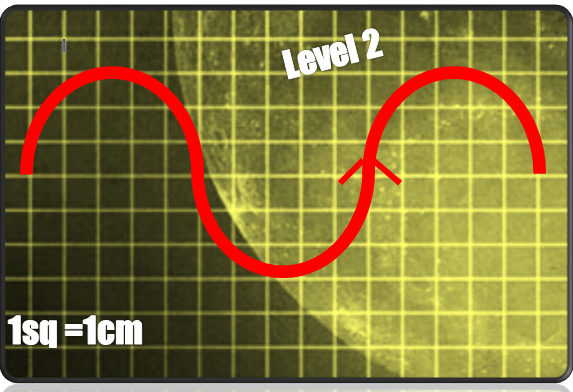 Level 2
1sq =1cm